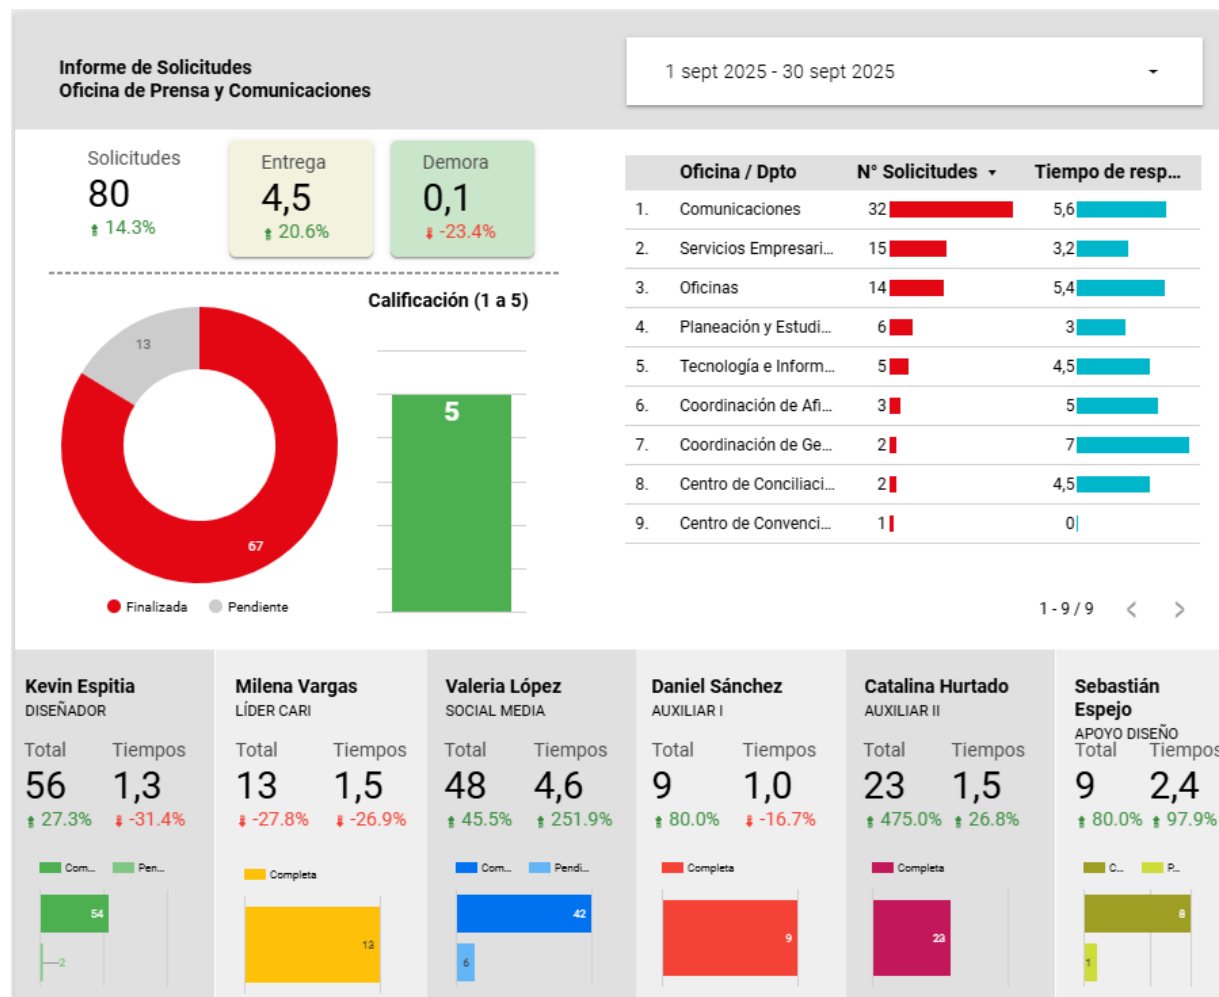 Informe de Solicitudes
Oficina de Prensa y Comunicaciones
1 sept 2025 - 30 sept 2025
Solicitudes
80
14.3%
Entrega
4,5
20.6%
Demora
0,1
-23.4%
Calificación (1 a 5)
13
67
Finalizada Pendiente
5
Oficina / Dpto N° Solicitudes Tiempo de resp...
1. Comunicaciones 32 5,6
2. Servicios Empresari... 15 3,2
3. Oficinas 14 5,4
4. Planeación y Estudi... 6 3
5. Tecnología e Inform... 5 4,5
6. Coordinación de Afi... 3 5
7. Coordinación de Ge... 2 7
8. Centro de Conciliaci... 2 4,5
9. Centro de Convenci... 1 0
1 - 9 / 9
Kevin Espitia
DISEÑADOR
Total Tiempos
56 1,3
27.3% -31.4%
Com... Pen...
54
2
Milena Vargas
LÍDER CARI
Total Tiempos
13 1,5
-27.8% -26.9%
Completa
13
Valeria López
SOCIAL MEDIA
Total Tiempos
48 4,6
45.5% 251.9%
Com... Pendi...
42
6
Daniel Sánchez
AUXILIAR I
Total Tiempos
9 1,0
80.0% -16.7%
Completa
9
Catalina Hurtado
AUXILIAR II
Total Tiempos
23 1,5
475.0% 26.8%
Completa
23
Sebastián
Espejo
APOYO DISEÑO
Total Tiempos
9 2,4
80.0% 97.9%
C... P...
8
1